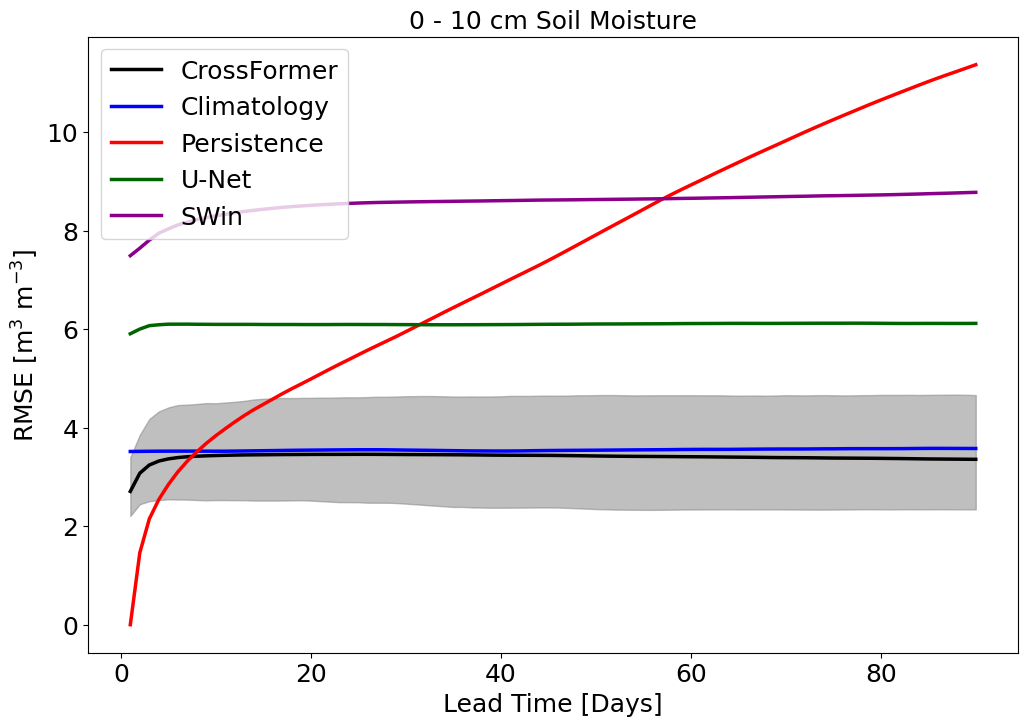 0 - 10 cm Soil Moisture
CrossFormer
Climatology
Persistence
U-Net
SWin
RMSE [m³ m⁻³]
10
8
6
4
2
0
0 20 40 60 80
Lead Time [Days]